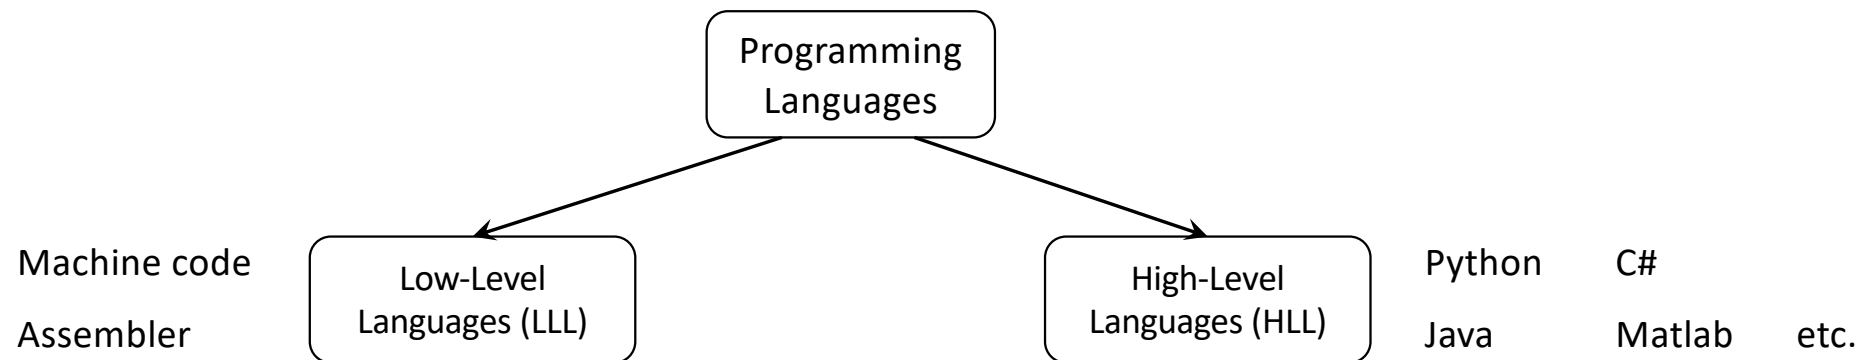 Programming
Languages
Machine code
Assembler
Low-Level
Languages (LLL)
High-Level
Languages (HLL)
Python C#
Java Matlab etc.